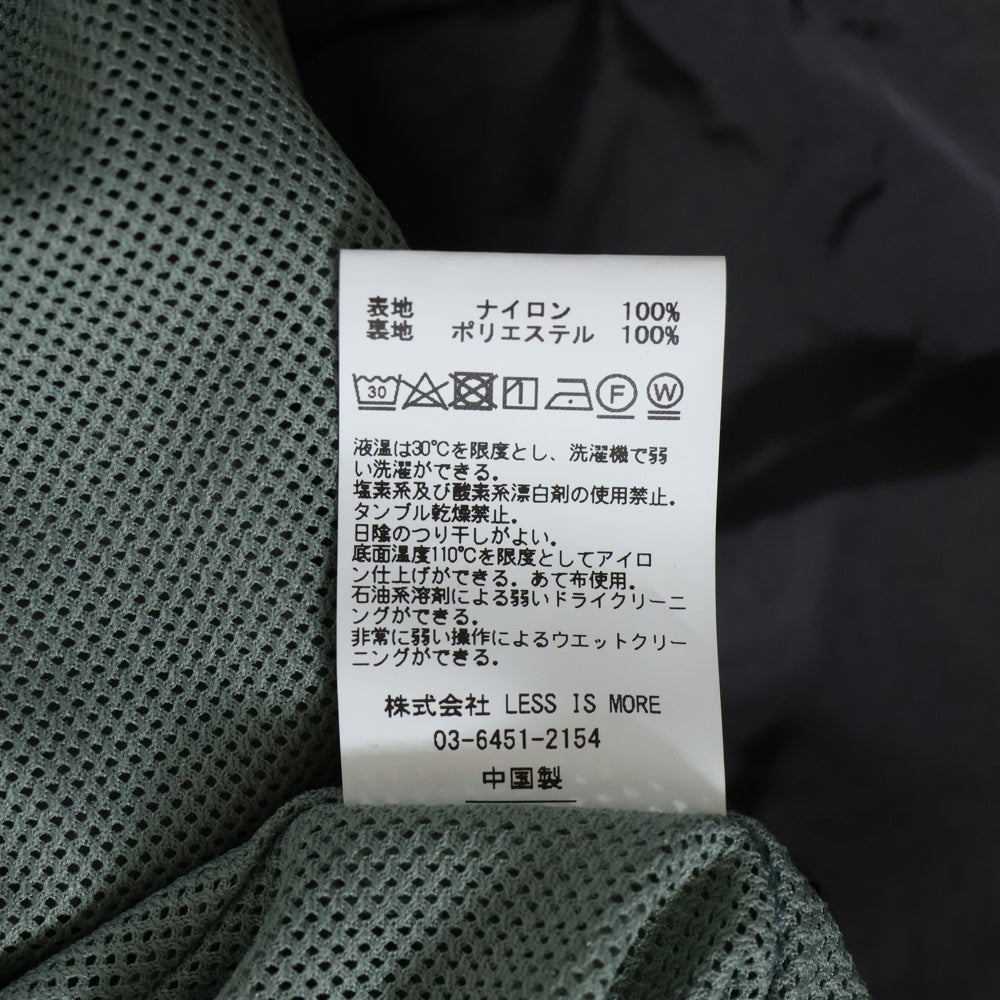 表地 ナイロン 100%
裏地 ポリエステル 100%
30 F W
液温は30℃を限度とし、洗濯機で弱
い洗濯ができる。
塩素系及び酸素系漂白剤の使用禁止。
タンブル乾燥禁止。
日陰のつり干しがよい。
底面温度110℃を限度としてアイロ
ン仕上げができる。あて布使用。
石油系溶剤による弱いドライクリーニ
ングができる。
非常に弱い操作によるウエットクリー
ニングができる。
株式会社 LESS IS MORE
03-6451-2154
中国製